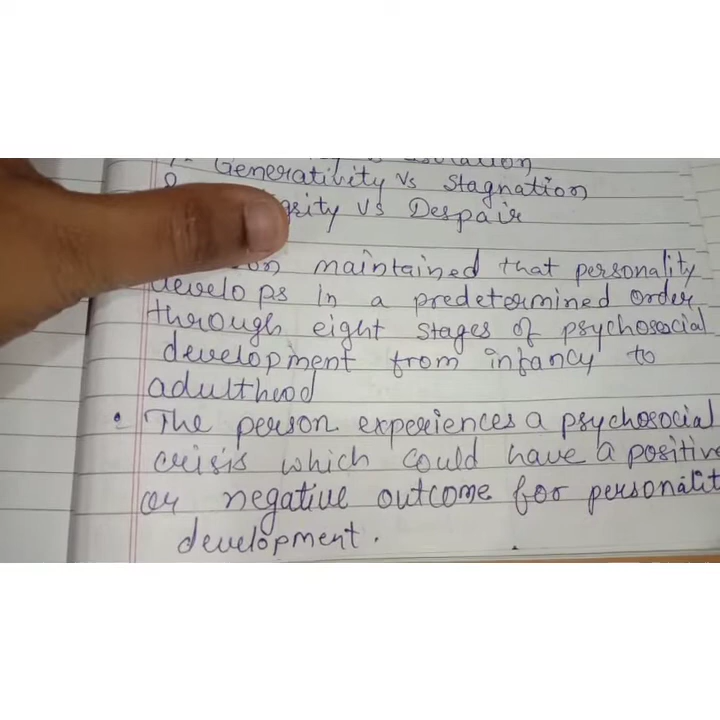 Generativity vs Stagnation
vs Despair
maintained that personality
develops in a predetermined order
through eight stages of psychosocial
development from infancy to
adulthood
• The person experiences a psychosocial
crisis which could have a positive
or negative outcome for personalit
development.